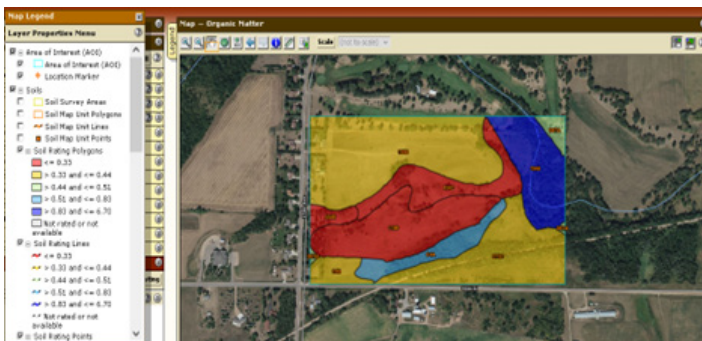 Map Legend
Layer Properties Menu
Area of Interest (AOI)
Area of Interest (AOI)
Location Marker
Soils
Soil Survey Areas
Soil Map Unit Polygons
Soil Map Unit Lines
Soil Map Unit Points
Soil Rating Polygons
<= 0.33
> 0.33 and <= 0.44
> 0.44 and <= 0.51
> 0.51 and <= 0.83
> 0.83 and <= 6.70
Not rated or not
available
Soil Rating Lines
<= 0.33
> 0.33 and <= 0.44
> 0.44 and <= 0.51
> 0.51 and <= 0.83
> 0.83 and <= 6.70
Not rated or not
available
Soil Rating Points
Legend
Map — Organic Matter
Scale (not to scale)